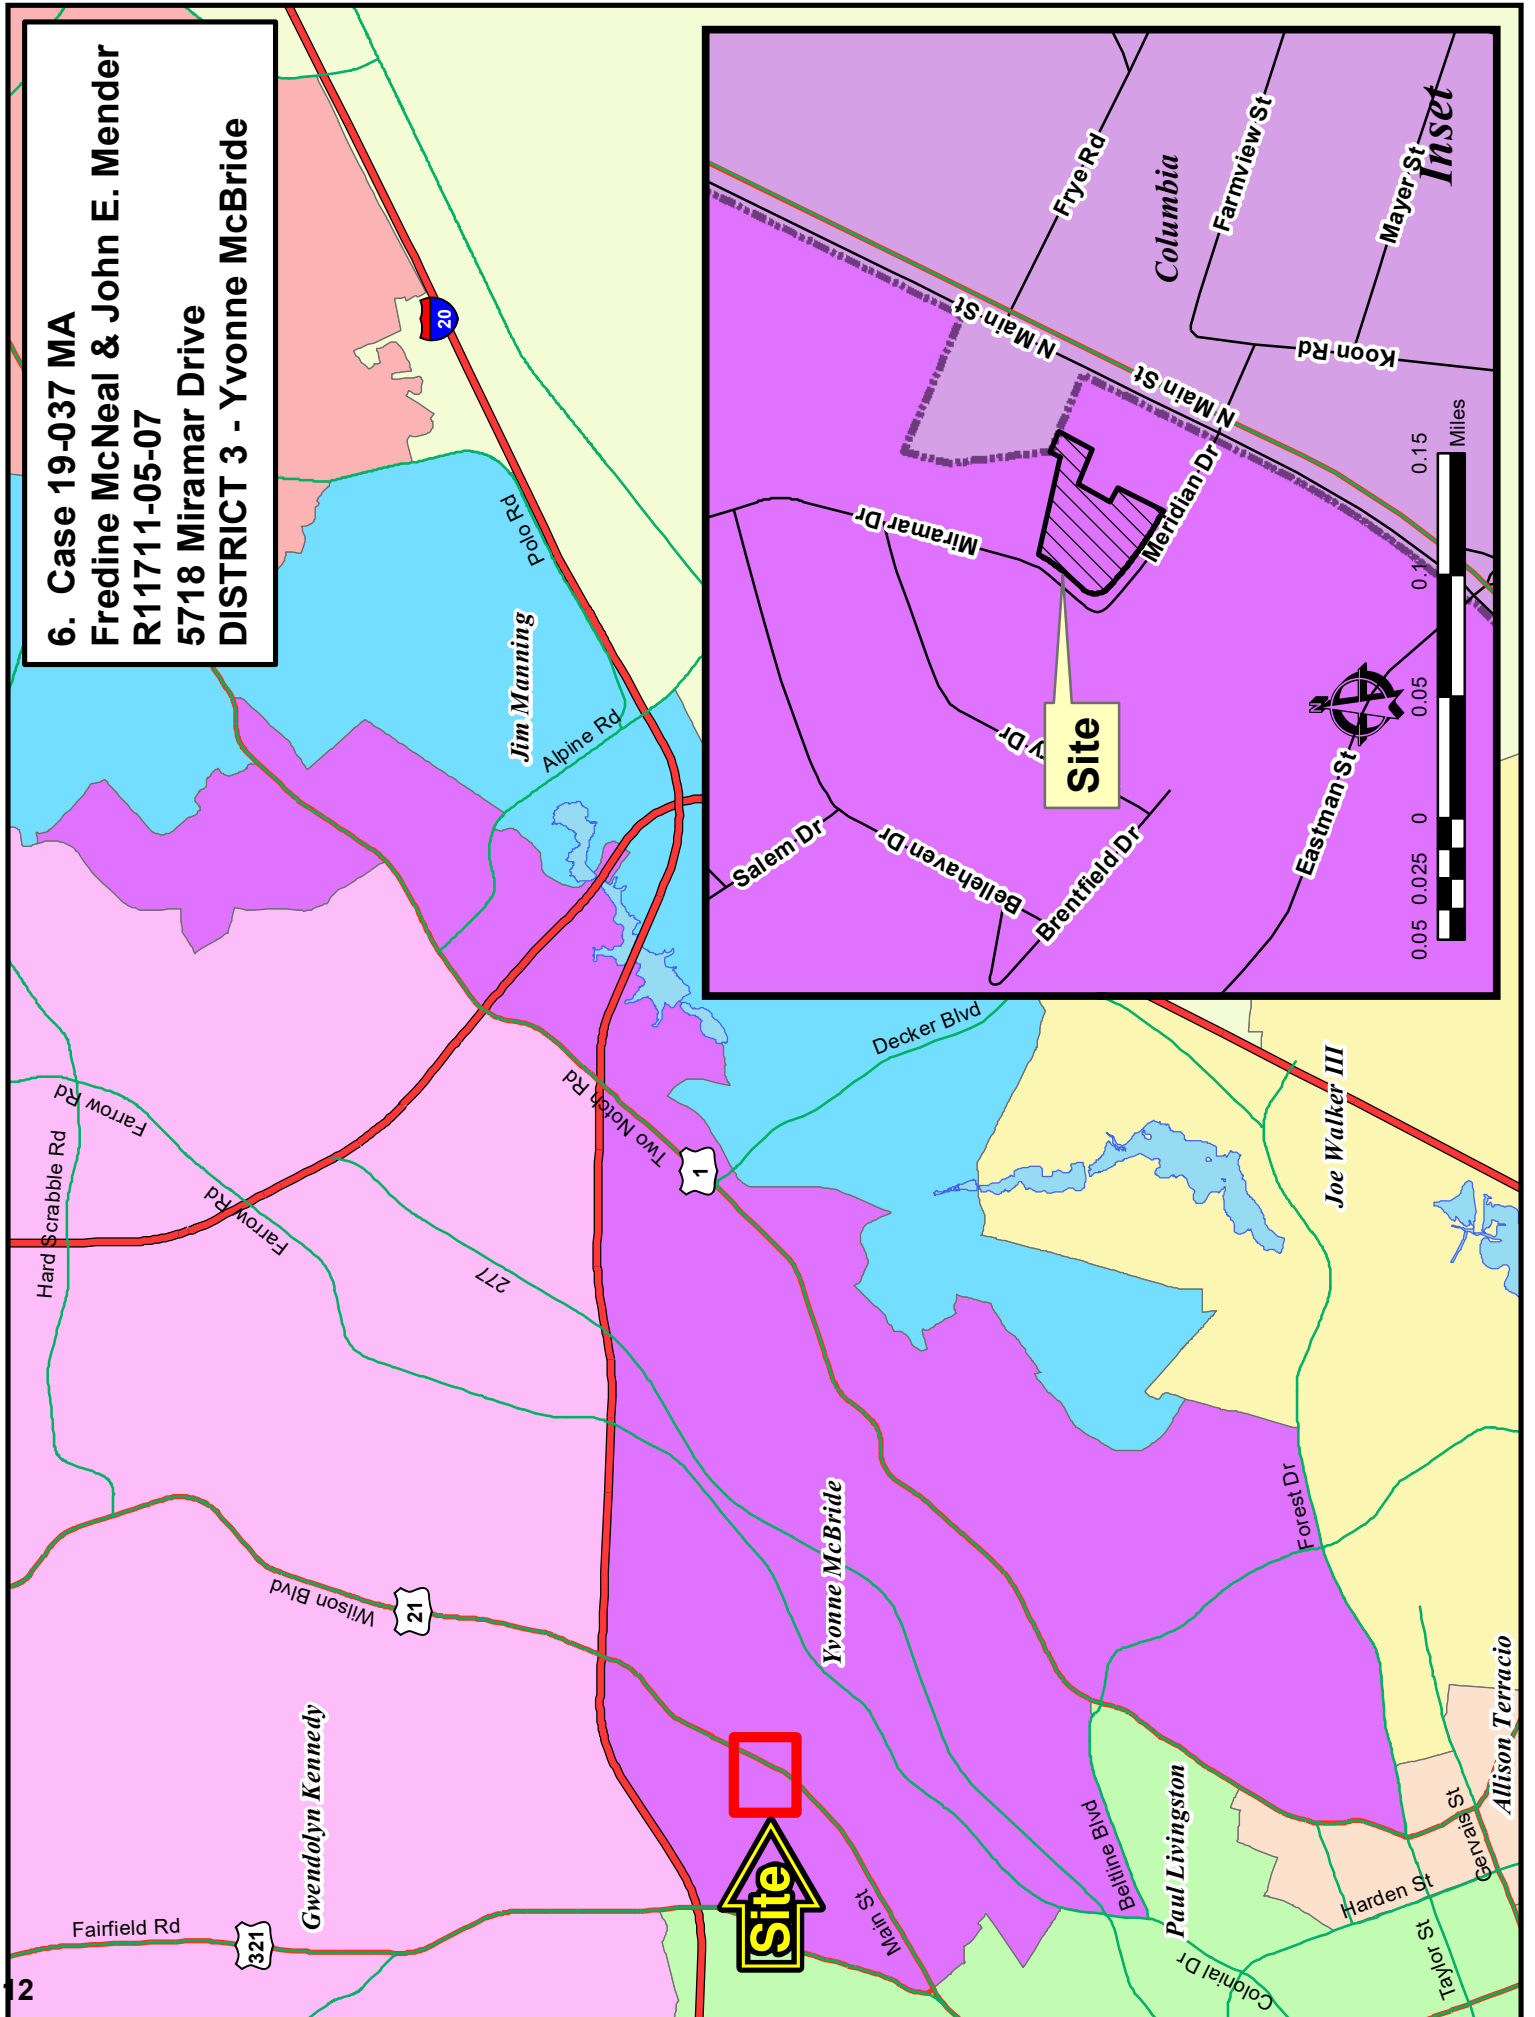 6. Case 19-037 MA
Fredine McNeal & John E. Mender
R11711-05-07
5718 Miramar Drive
DISTRICT 3 - Yvonne McBride
12
Fairfield Rd
321
Gwendolyn Kennedy
Wilson Blvd
21
Hard Scrabble Rd
Farrow Rd
Farrow Rd
277
Two Notch Rd
1
Jim Manning
Alpine Rd
Polo Rd
20
Decker Blvd
Yvonne McBride
Site
Main St
Beltline Blvd
Paul Livingston
Colonial Dr
Forest Dr
Joe Walker III
Harden St
Taylor St
Gervais St
Allison Terracio
Inset
Salem Dr
Bellehaven Dr
Brentfield Dr
ry Dr
Miramar Dr
Site
Meridian Dr
Eastman St
N Main St
N Main St
Frye Rd
Columbia
Farmview St
Mayer St
Koon Rd
N
0.05 0.025 0 0.05 0.1 0.15
Miles